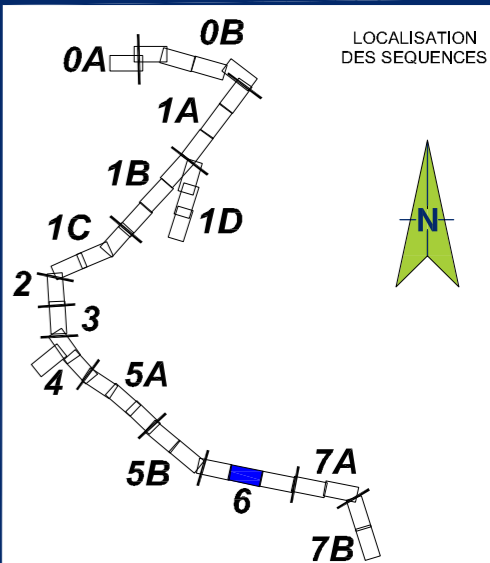 LOCALISATION
DES SEQUENCES
0B
0A
1A
1B
1D
1C
N
2
3
4
5A
5B
6
7A
7B